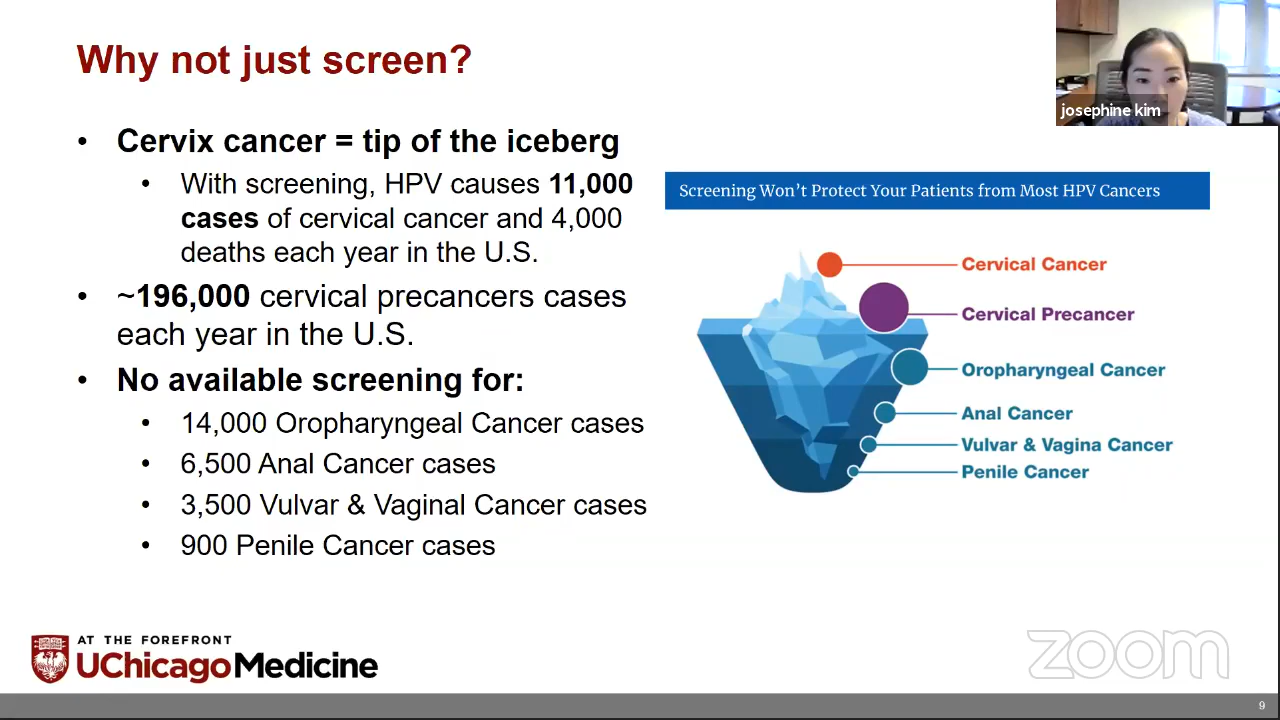 Why not just screen?
josephine kim
• Cervix cancer = tip of the iceberg
• With screening, HPV causes 11,000
cases of cervical cancer and 4,000
deaths each year in the U.S.
• ~196,000 cervical precancers cases
each year in the U.S.
• No available screening for:
• 14,000 Oropharyngeal Cancer cases
• 6,500 Anal Cancer cases
• 3,500 Vulvar & Vaginal Cancer cases
• 900 Penile Cancer cases
Screening Won’t Protect Your Patients from Most HPV Cancers
Cervical Cancer
Cervical Precancer
Oropharyngeal Cancer
Anal Cancer
Vulvar & Vagina Cancer
Penile Cancer
AT THE FOREFRONT
UChicago Medicine
zoom
9